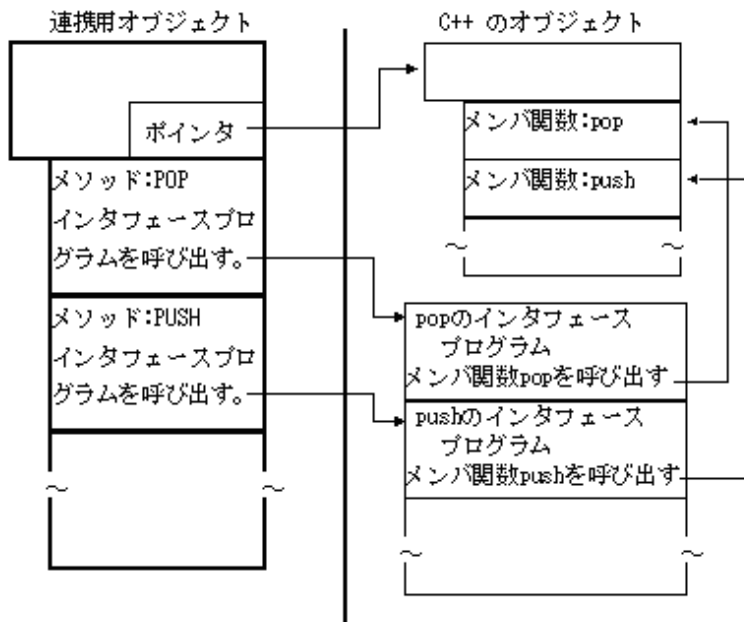 連携用オブジェクト
C++ のオブジェクト
ポインタ
メソッド:POP
インタフェースプロ
グラムを呼び出す。
メソッド:PUSH
インタフェースプロ
グラムを呼び出す。
メンバ関数:pop
メンバ関数:push
popのインタフェース
プログラム
メンバ関数popを呼び出す
pushのインタフェース
プログラム
メンバ関数pushを呼び出す